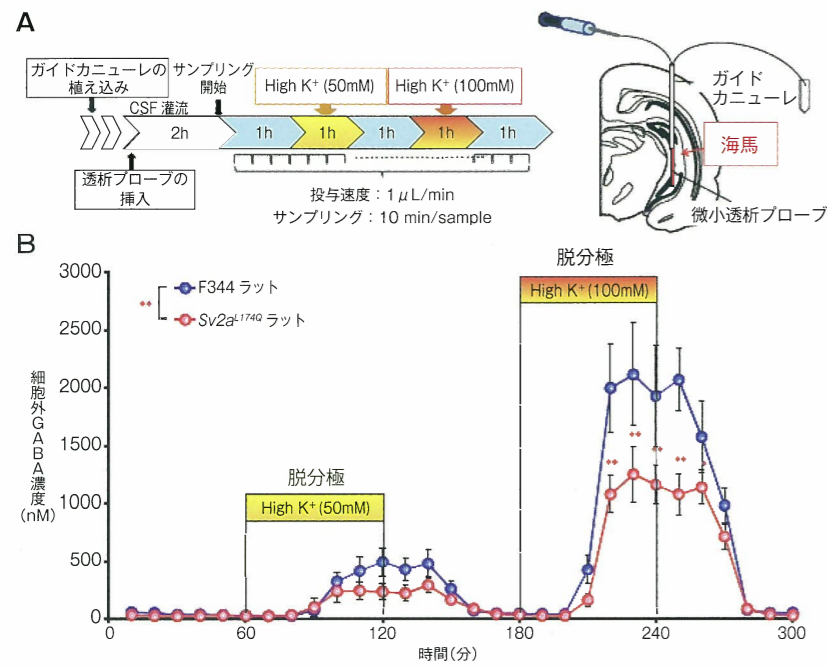 A
ガイドカニューレの
植え込み
サンプリング
開始
High K⁺(50mM)
High K⁺(100mM)
CSF 灌流
2h
1h
1h
1h
1h
1h
透析プローブの
挿入
投与速度：1μL/min
サンプリング：10 min/sample
ガイド
カニューレ
海馬
微小透析プローブ
B
脱分極
High K⁺(100mM)
F344 ラット
Sv2aᴸ¹⁷⁴Q ラット
**
脱分極
High K⁺(50mM)
**
**
**
**
*
細胞外GABA濃度
(nM)
3000
2500
2000
1500
1000
500
0
0
60
120
180
240
300
時間(分)